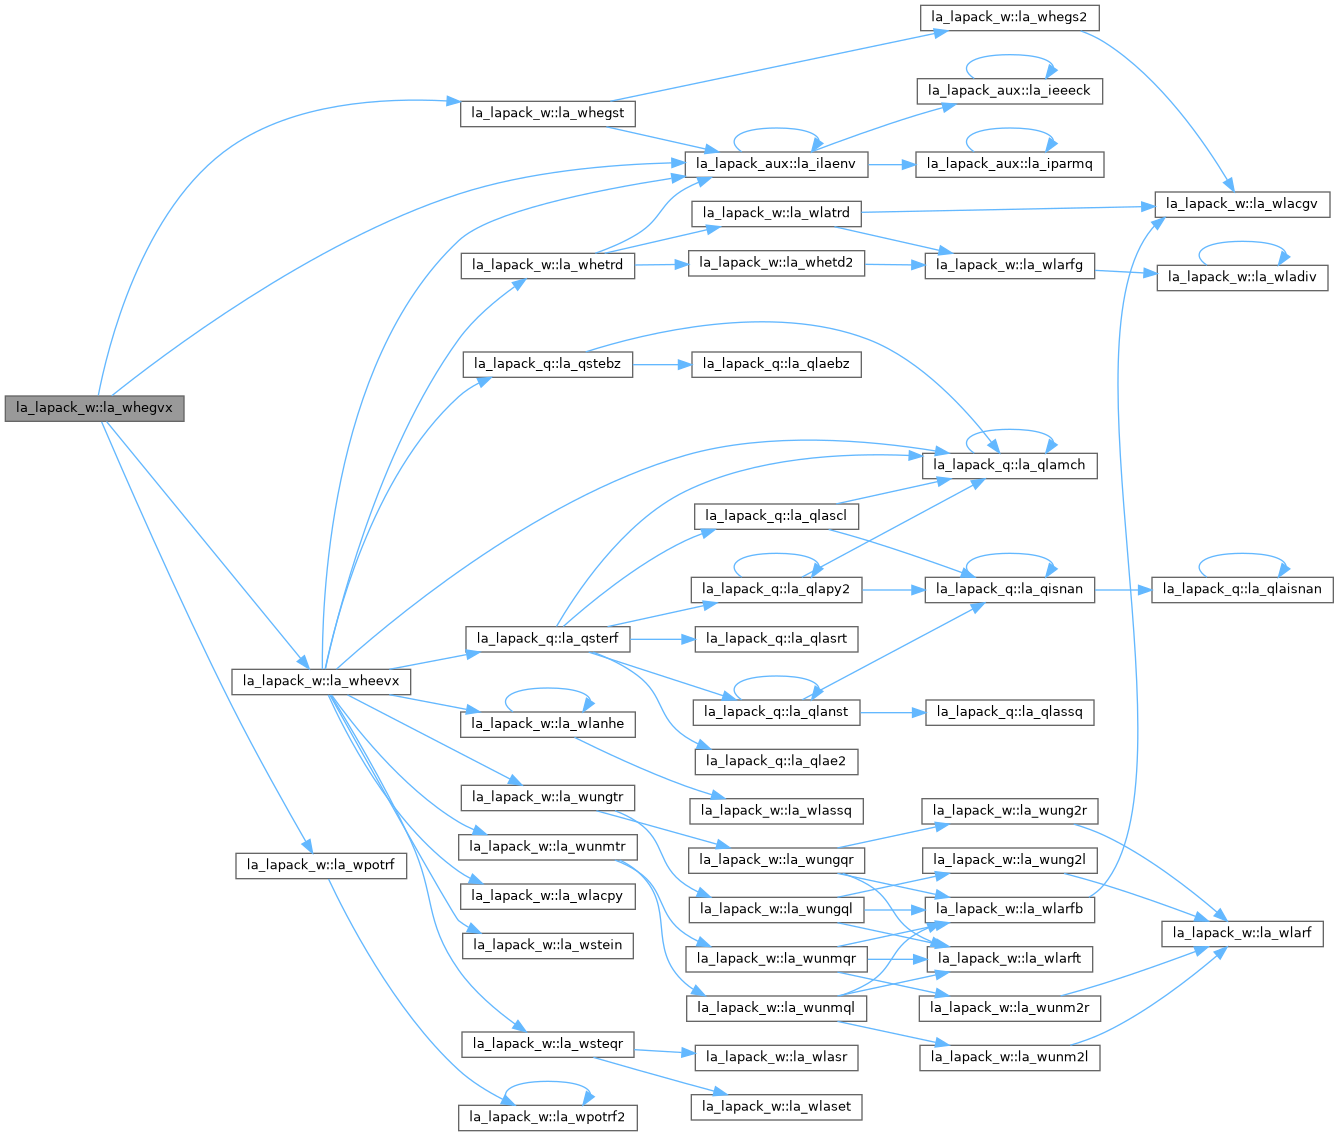 la_lapack_w::la_whegs2
la_lapack_aux::la_ieeeck
la_lapack_w::la_whegst
la_lapack_aux::la_ilaenv
la_lapack_aux::la_iparmq
la_lapack_w::la_wlacgv
la_lapack_w::la_wlatrd
la_lapack_w::la_whetrd
la_lapack_w::la_whetd2
la_lapack_w::la_wlarfg
la_lapack_w::la_wladiv
la_lapack_q::la_qstebz
la_lapack_q::la_qlaebz
la_lapack_w::la_whegvx
la_lapack_q::la_qlamch
la_lapack_q::la_qlascl
la_lapack_q::la_qlapy2
la_lapack_q::la_qisnan
la_lapack_q::la_qlaisnan
la_lapack_q::la_qsterf
la_lapack_q::la_qlasrt
la_lapack_w::la_wheevx
la_lapack_w::la_wlanhe
la_lapack_q::la_qlanst
la_lapack_q::la_qlassq
la_lapack_q::la_qlae2
la_lapack_w::la_wungtr
la_lapack_w::la_wlassq
la_lapack_w::la_wung2r
la_lapack_w::la_wunmtr
la_lapack_w::la_wpotrf
la_lapack_w::la_wungqr
la_lapack_w::la_wung2l
la_lapack_w::la_wlacpy
la_lapack_w::la_wungql
la_lapack_w::la_wlarfb
la_lapack_w::la_wlarf
la_lapack_w::la_wstein
la_lapack_w::la_wunmqr
la_lapack_w::la_wlarft
la_lapack_w::la_wunmql
la_lapack_w::la_wunm2r
la_lapack_w::la_wsteqr
la_lapack_w::la_wlasr
la_lapack_w::la_wunm2l
la_lapack_w::la_wlaset
la_lapack_w::la_wpotrf2